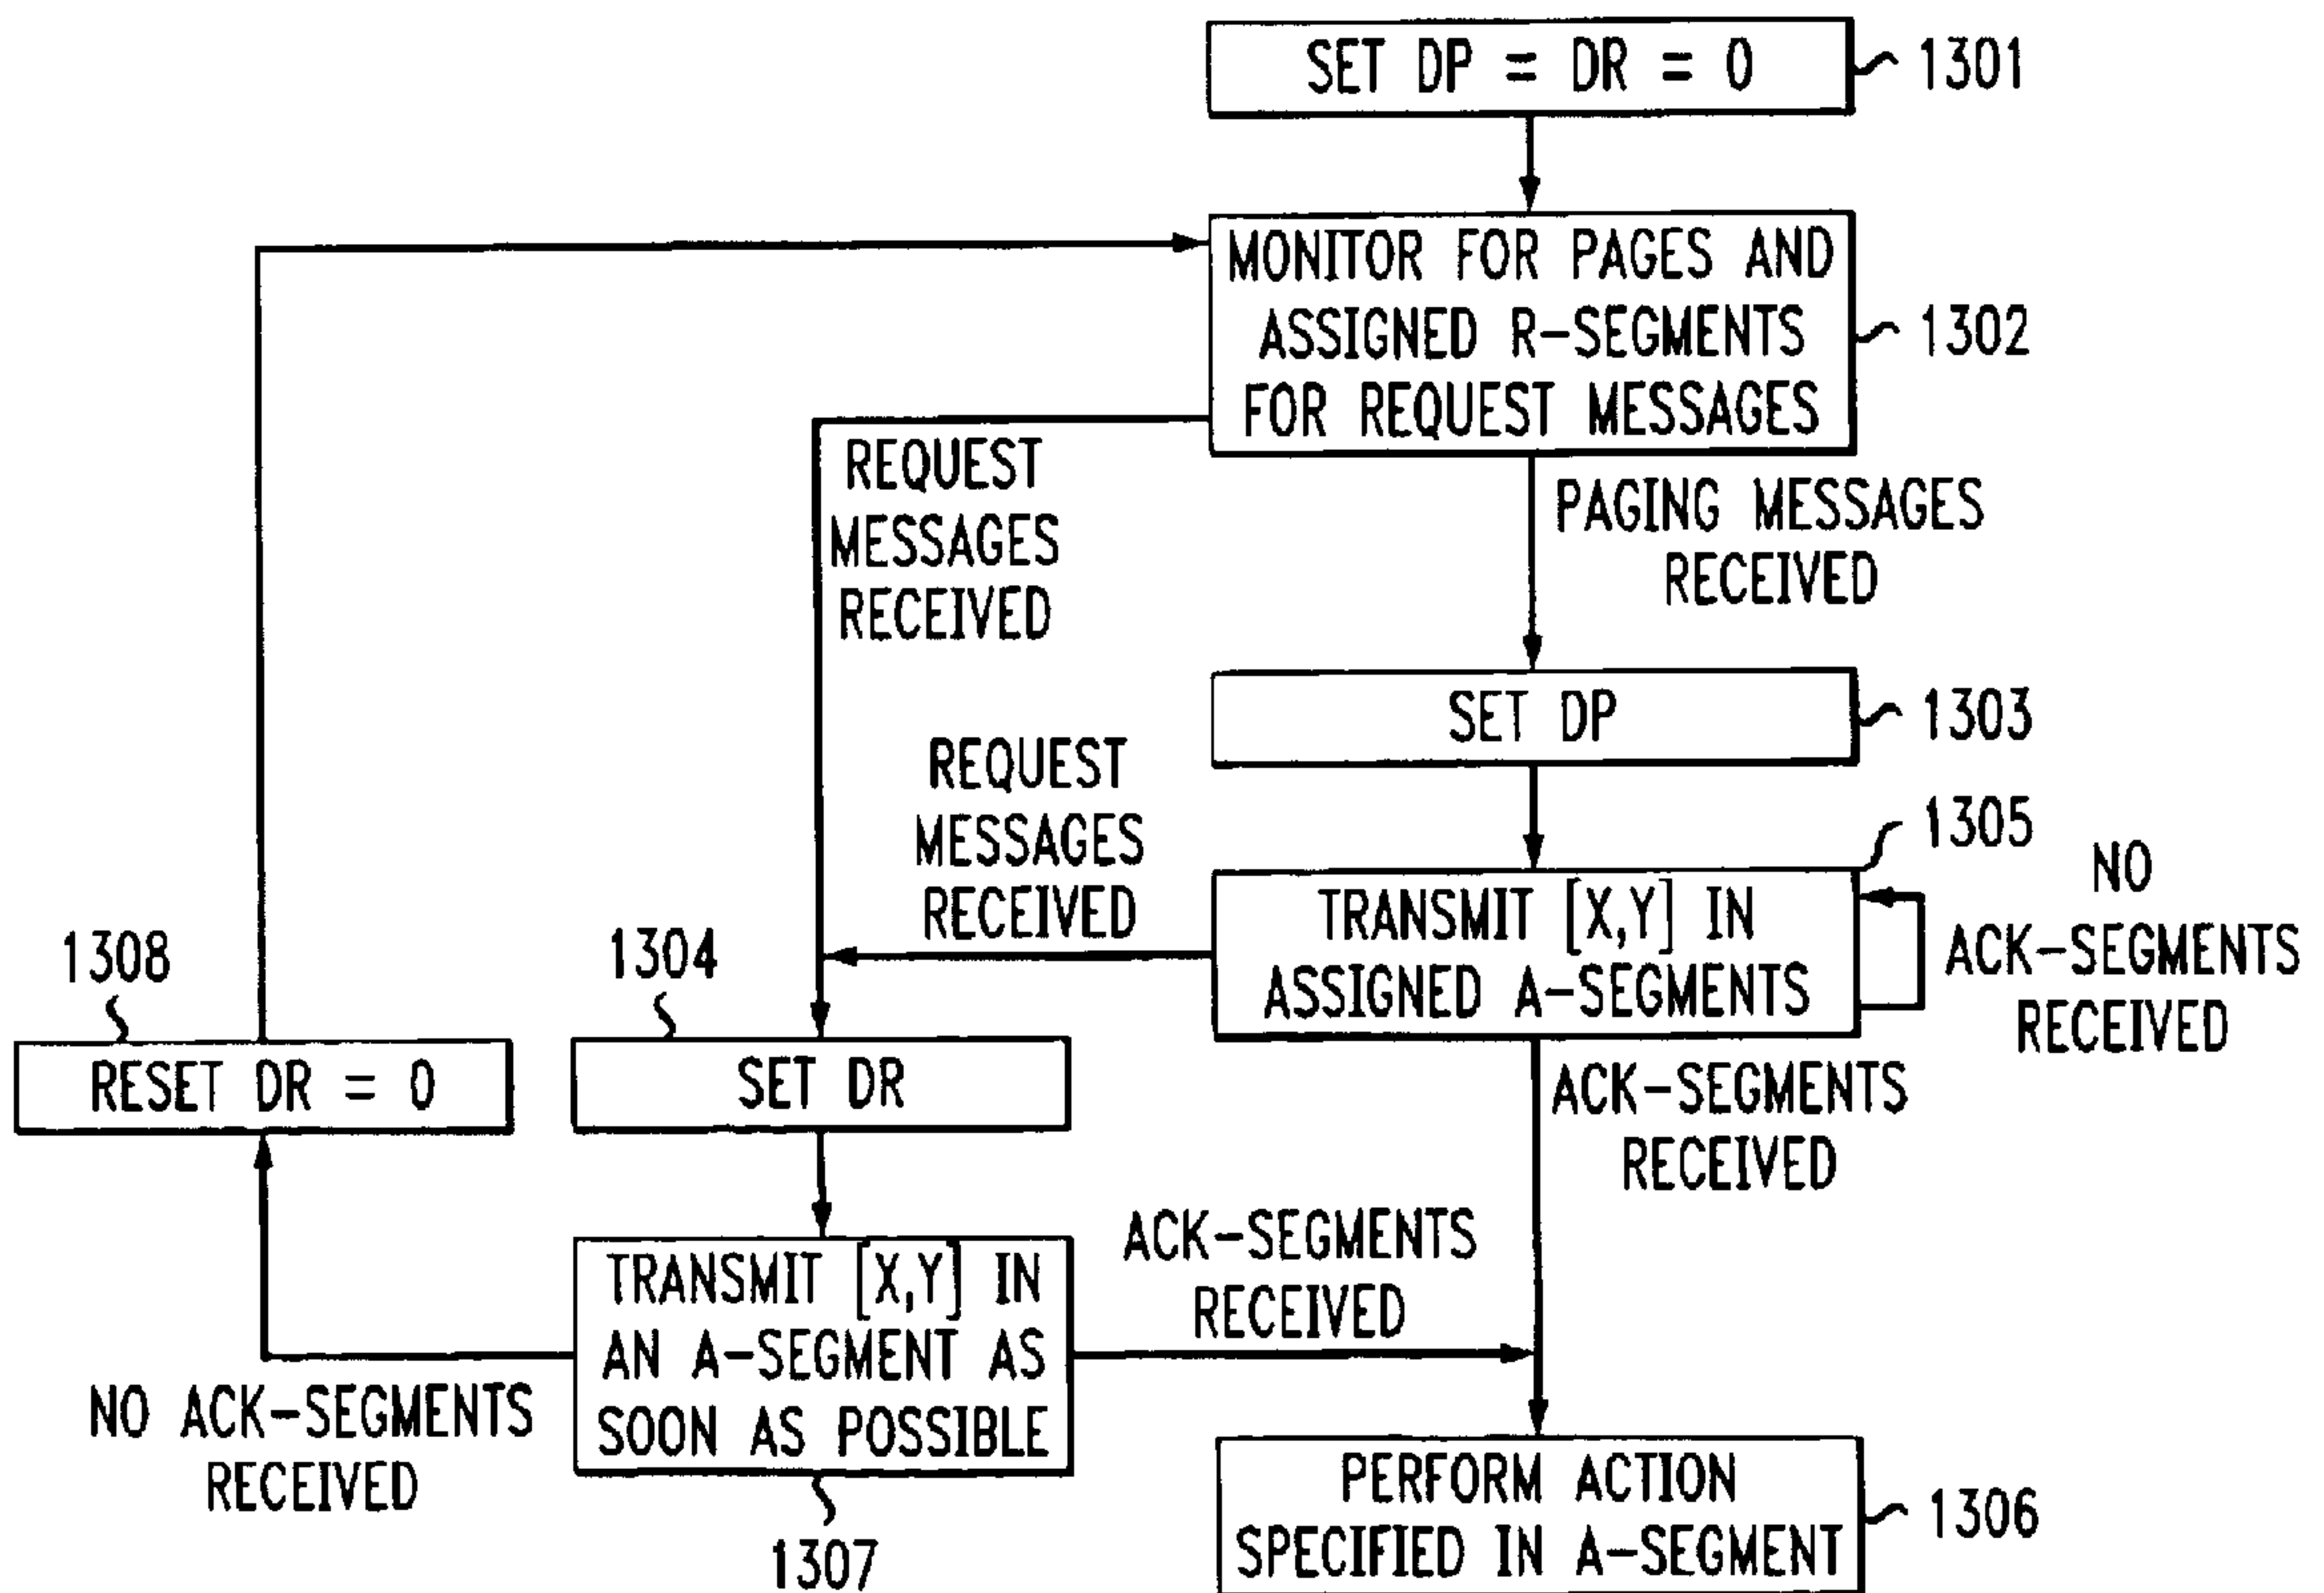 SET DP = DR = 0
1301
MONITOR FOR PAGES AND
ASSIGNED R-SEGMENTS
FOR REQUEST MESSAGES
1302
REQUEST
MESSAGES
RECEIVED
PAGING MESSAGES
RECEIVED
SET DP
1303
REQUEST
MESSAGES
RECEIVED
1305
TRANSMIT [X,Y] IN
ASSIGNED A-SEGMENTS
NO
ACK-SEGMENTS
RECEIVED
1308
RESET DR = 0
1304
SET DR
ACK-SEGMENTS
RECEIVED
TRANSMIT [X,Y] IN
AN A-SEGMENT AS
SOON AS POSSIBLE
1307
ACK-SEGMENTS
RECEIVED
NO ACK-SEGMENTS
RECEIVED
PERFORM ACTION
SPECIFIED IN A-SEGMENT
1306